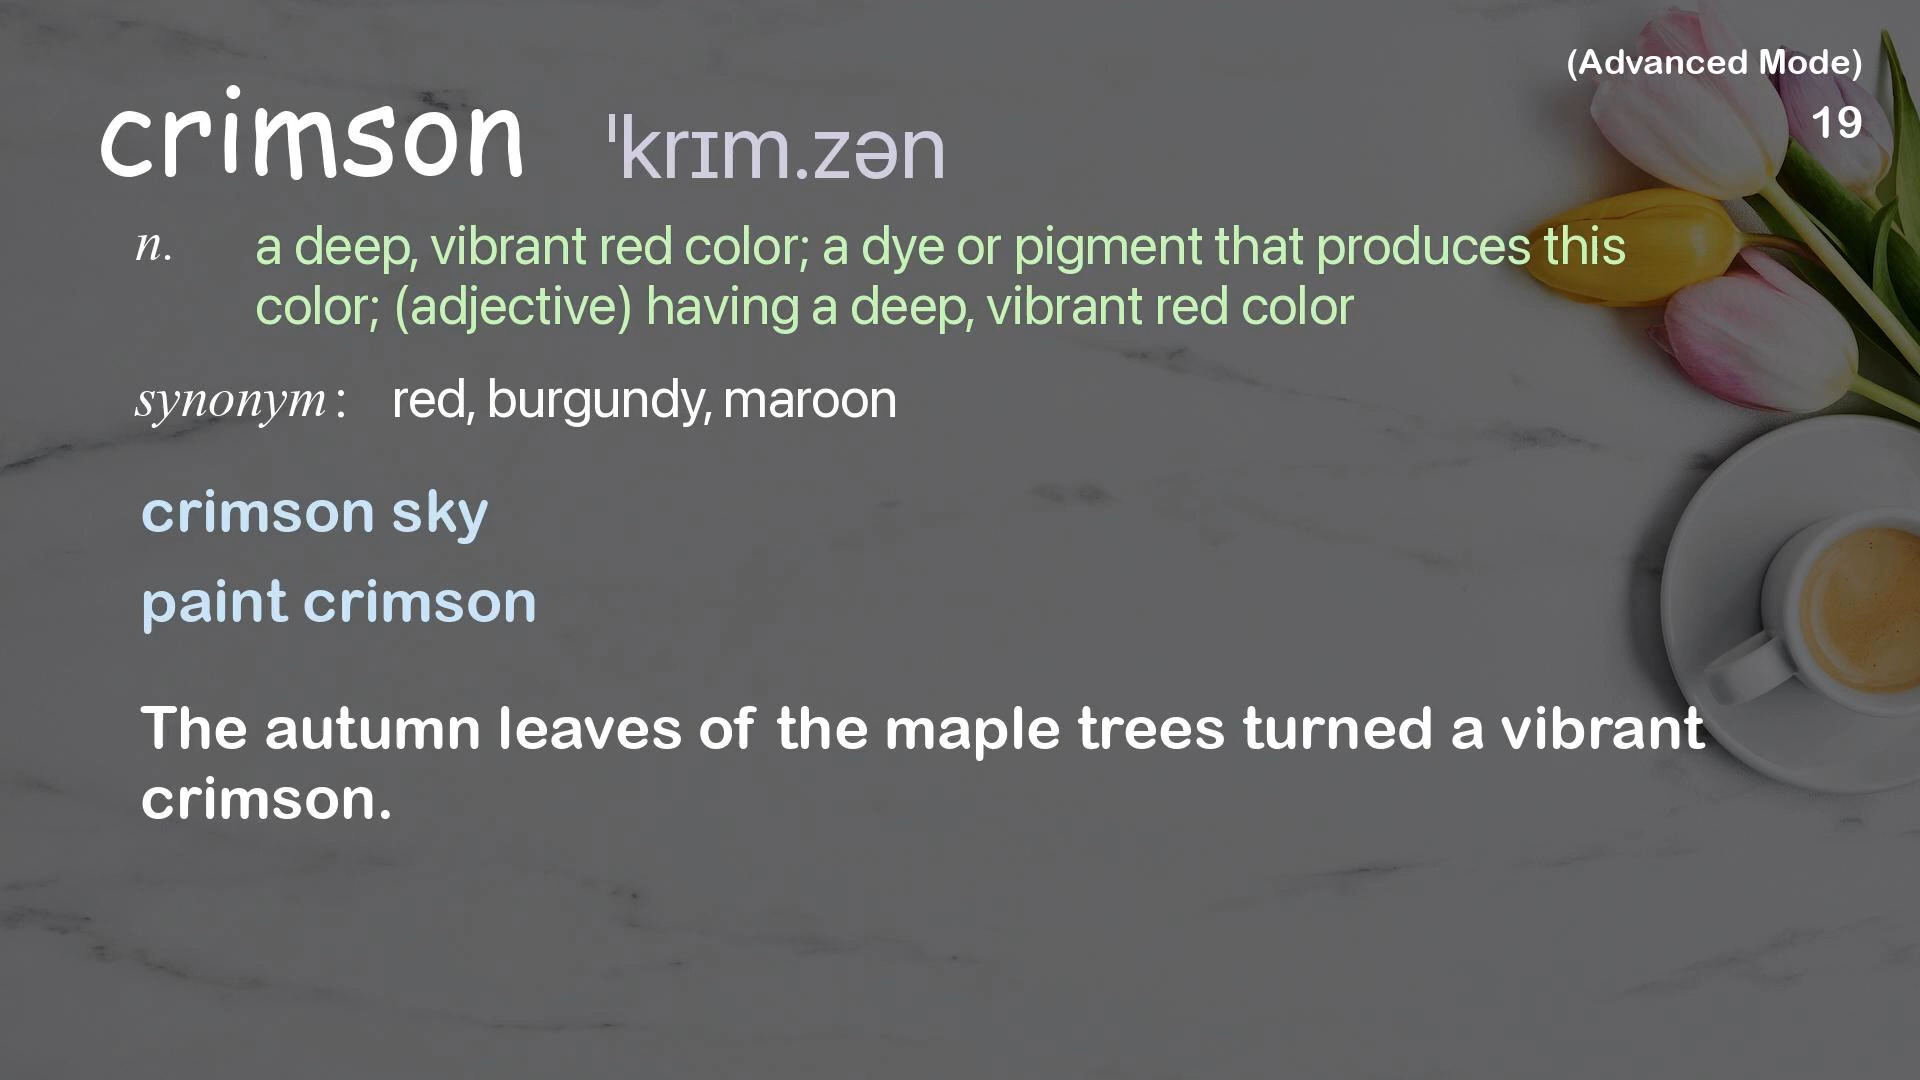 (Advanced Mode)
19
crimson ˈkrɪm.zən
n. a deep, vibrant red color; a dye or pigment that produces this
color; (adjective) having a deep, vibrant red color
synonym: red, burgundy, maroon
crimson sky
paint crimson
The autumn leaves of the maple trees turned a vibrant
crimson.